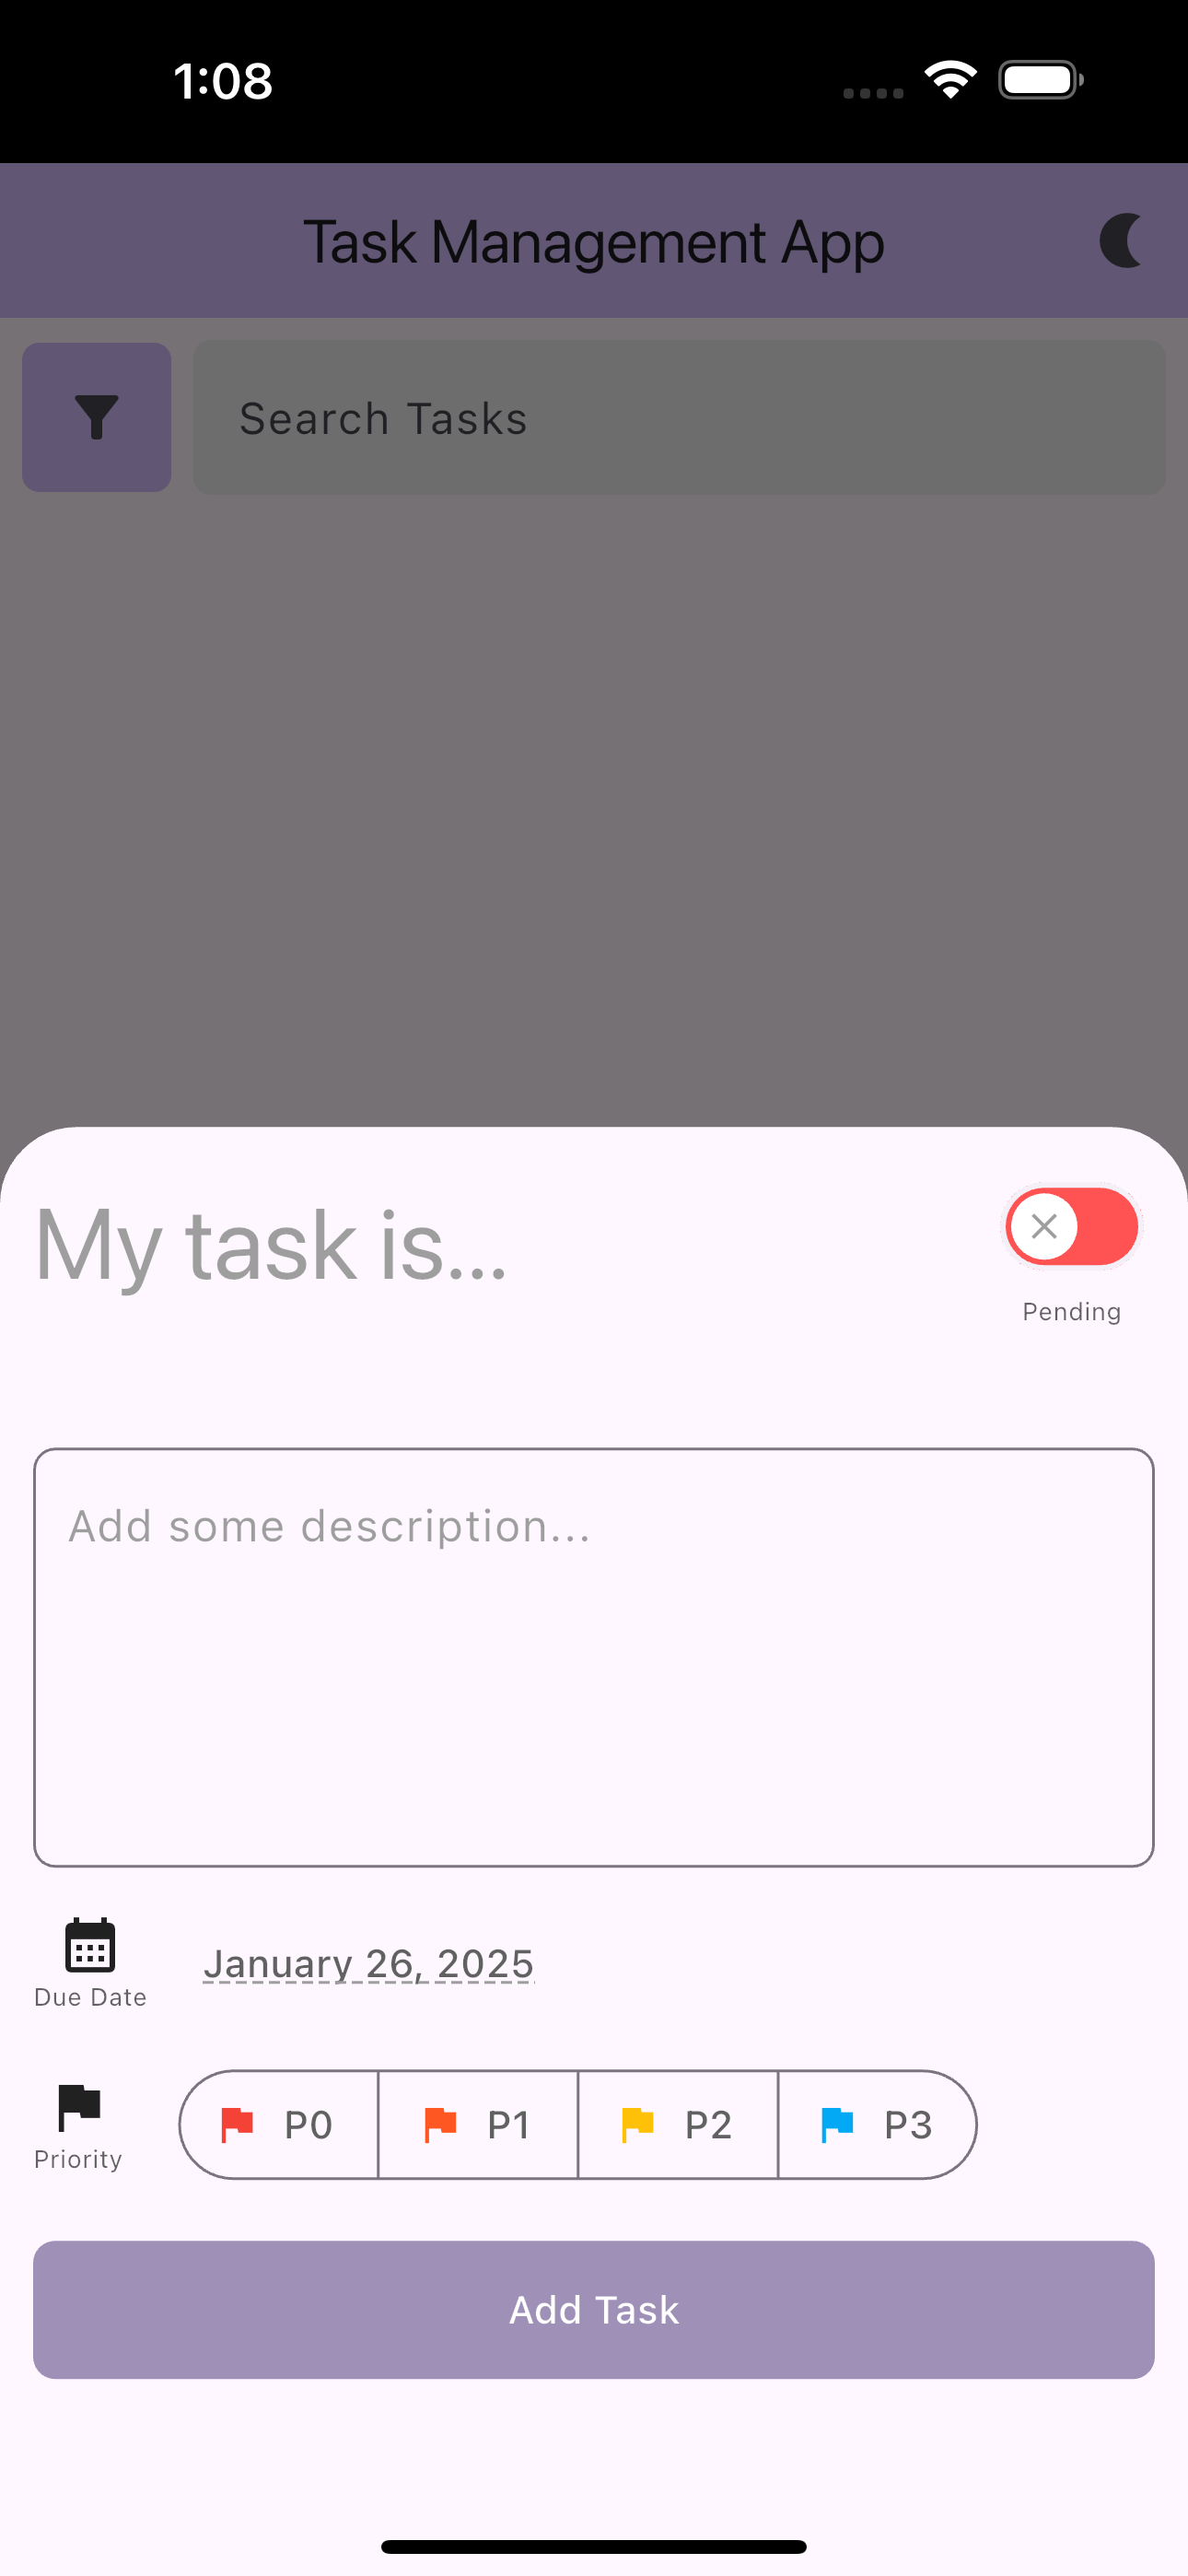 1:08
Task Management App
Search Tasks
My task is...
Pending
Add some description...
January 26, 2025
Due Date
P0 P1 P2 P3
Priority
Add Task